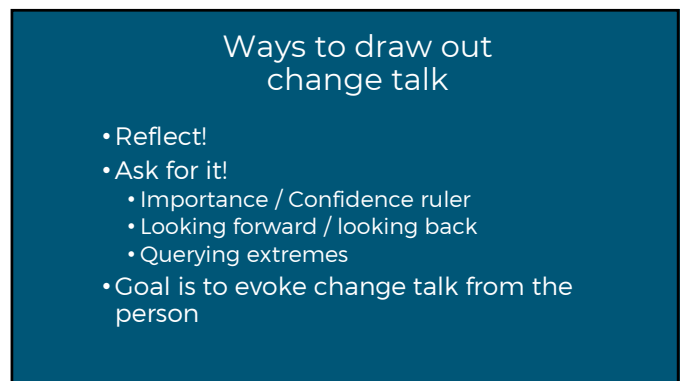 Ways to draw out
change talk
• Reflect!
• Ask for it!
• Importance / Confidence ruler
• Looking forward / looking back
• Querying extremes
• Goal is to evoke change talk from the
person